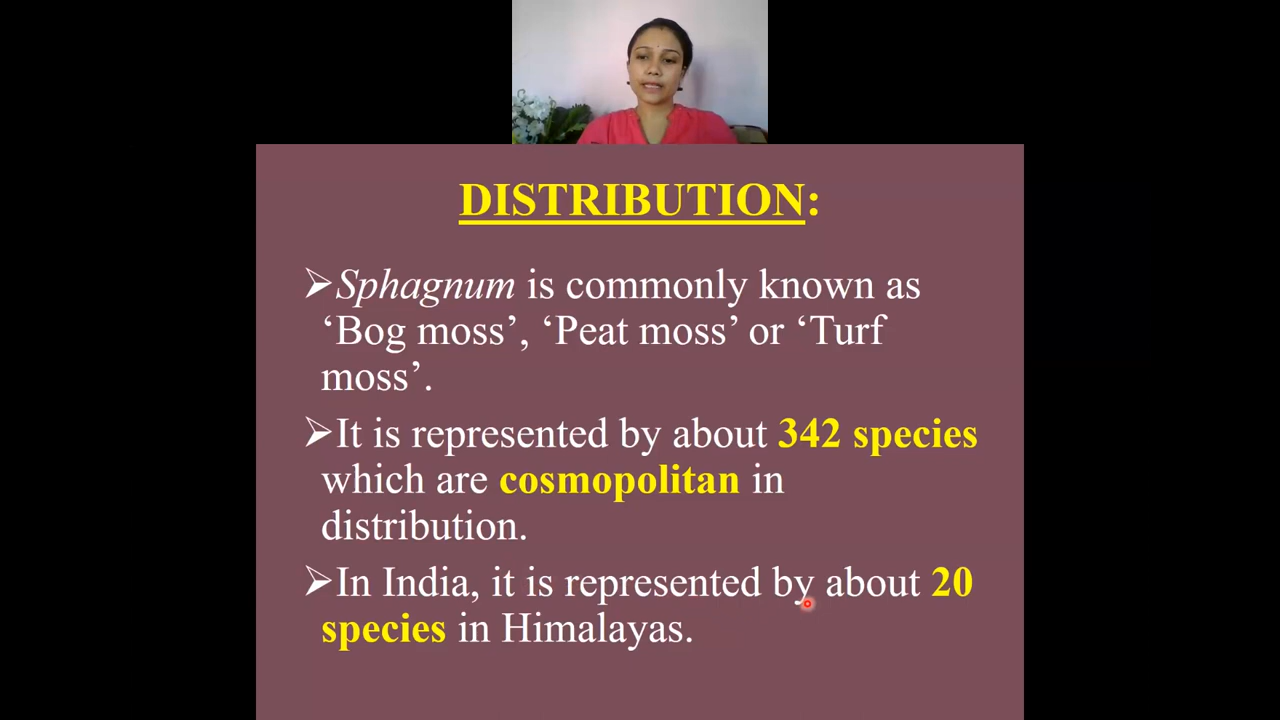 DISTRIBUTION:
➢Sphagnum is commonly known as
‘Bog moss’, ‘Peat moss’ or ‘Turf
moss’.
➢It is represented by about 342 species
which are cosmopolitan in
distribution.
➢In India, it is represented by about 20
species in Himalayas.